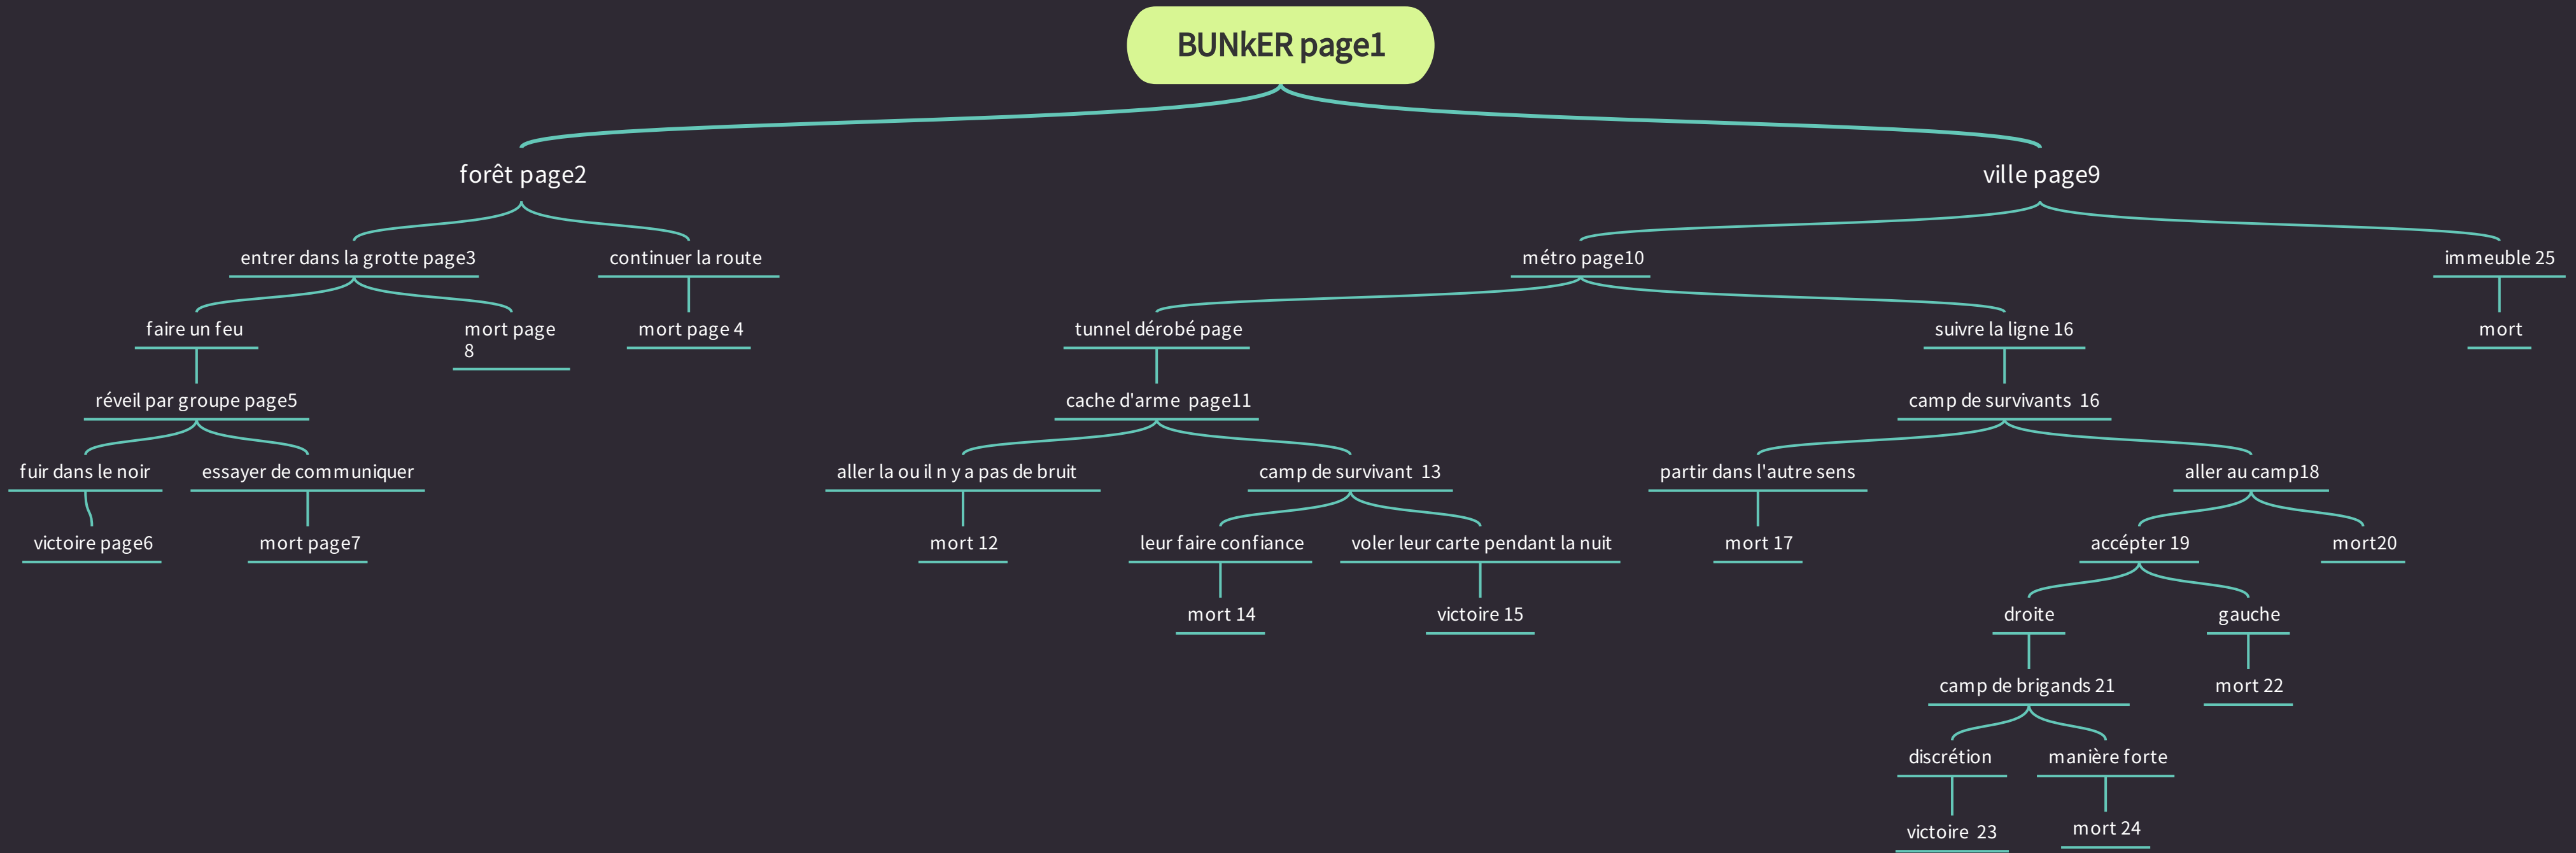 BUNkER page1
forêt page2
ville page9
entrer dans la grotte page3
continuer la route
métro page10
immeuble 25
faire un feu
mort page
8
mort page 4
tunnel dérobé page
suivre la ligne 16
mort
réveil par groupe page5
cache d'arme page11
camp de survivants 16
fuir dans le noir
essayer de communiquer
aller la ou il n y a pas de bruit
camp de survivant 13
partir dans l'autre sens
aller au camp18
victoire page6
mort page7
mort 12
leur faire confiance
voler leur carte pendant la nuit
mort 17
accépter 19
mort20
mort 14
victoire 15
droite
gauche
camp de brigands 21
mort 22
discrétion
manière forte
victoire 23
mort 24